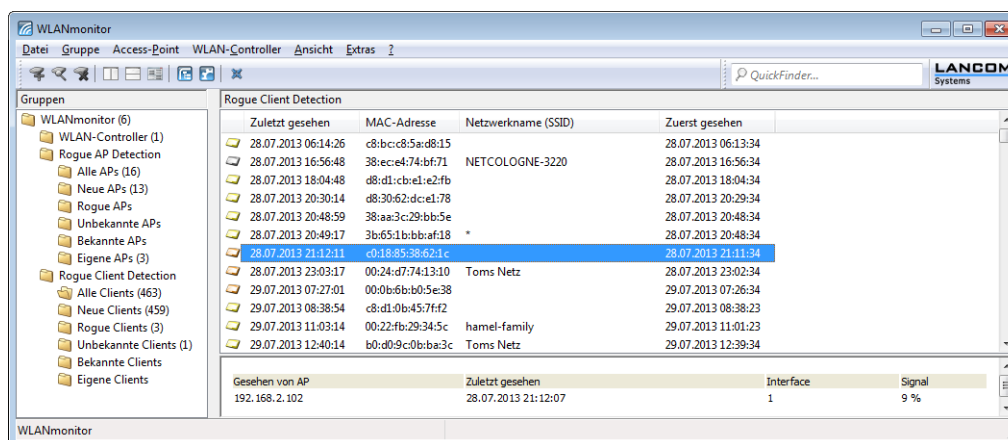 WLANmonitor
Datei Gruppe Access-Point WLAN-Controller Ansicht Extras ?
QuickFinder...
LANCOM
Systems
Gruppen
WLANmonitor (6)
WLAN-Controller (1)
Rogue AP Detection
Alle APs (16)
Neue APs (13)
Rogue APs
Unbekannte APs
Bekannte APs
Eigene APs (3)
Rogue Client Detection
Alle Clients (463)
Neue Clients (459)
Rogue Clients (3)
Unbekannte Clients (1)
Bekannte Clients
Eigene Clients
Rogue Client Detection
Zuletzt gesehen MAC-Adresse Netzwerkname (SSID) Zuerst gesehen
28.07.2013 06:14:26 c8:bc:c8:5a:d8:15 28.07.2013 06:13:34
28.07.2013 16:56:48 38:ec:e4:74:bf:71 NETCOLOGNE-3220 28.07.2013 16:56:34
28.07.2013 18:04:48 d8:d1:cb:e1:e2:fb 28.07.2013 18:04:34
28.07.2013 20:30:14 d8:30:62:dc:e1:78 28.07.2013 20:29:34
28.07.2013 20:48:59 38:aa:3c:29:bb:5e 28.07.2013 20:48:34
28.07.2013 20:49:17 3b:65:1b:bb:af:18 * 28.07.2013 20:48:34
28.07.2013 21:12:11 c0:18:85:38:62:1c 28.07.2013 21:11:34
28.07.2013 23:03:17 00:24:d7:74:13:10 Toms Netz 28.07.2013 23:02:34
29.07.2013 07:27:01 00:0b:6b:b0:5e:38 29.07.2013 07:26:34
29.07.2013 08:38:54 c8:d1:0b:45:7f:f2 29.07.2013 08:38:23
29.07.2013 11:03:14 00:22:fb:29:34:5c hamel-family 29.07.2013 11:01:23
29.07.2013 12:40:14 b0:d0:9c:0b:ba:3c Toms Netz 29.07.2013 12:39:34
Gesehen von AP Zuletzt gesehen Interface Signal
192.168.2.102 28.07.2013 21:12:07 1 9 %
WLANmonitor